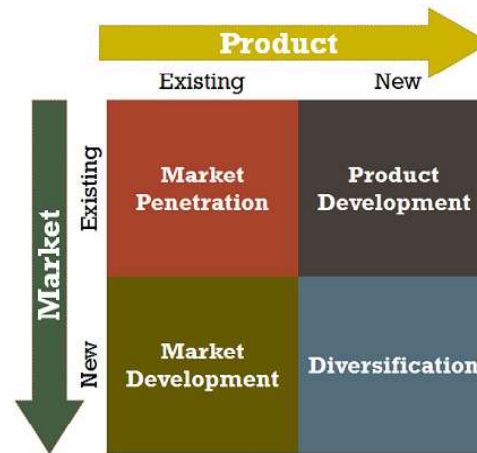 Product
Existing
New
Market
Existing
New
Market
Penetration
Product
Development
Market
Development
Diversification